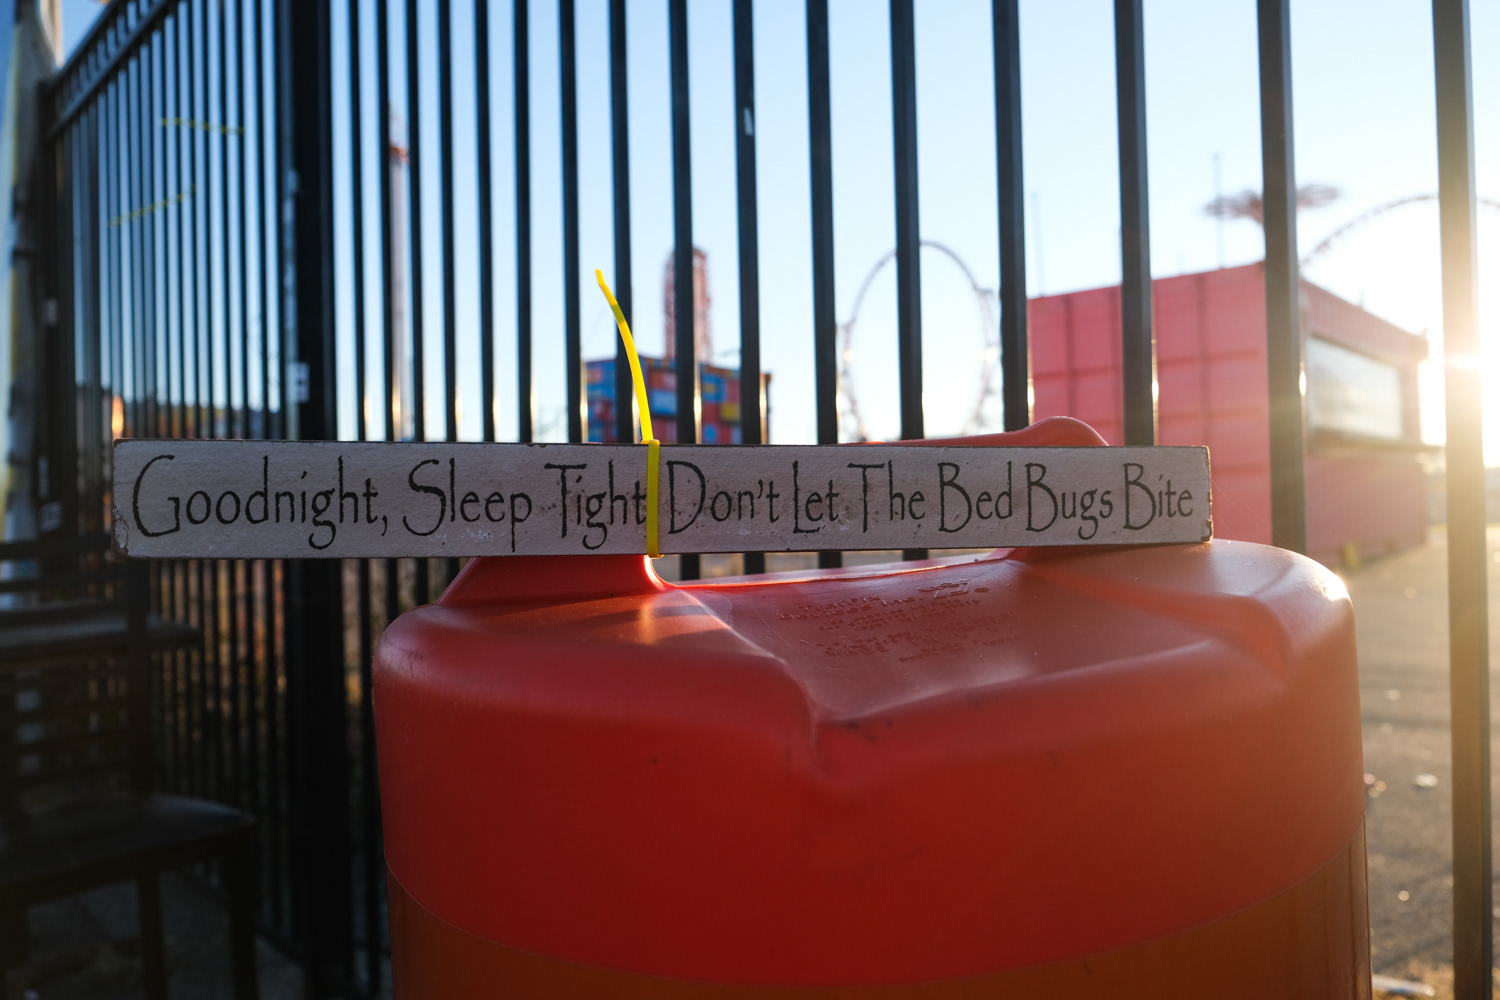 Goodnight, Sleep Tight Don't Let The Bed Bugs Bite